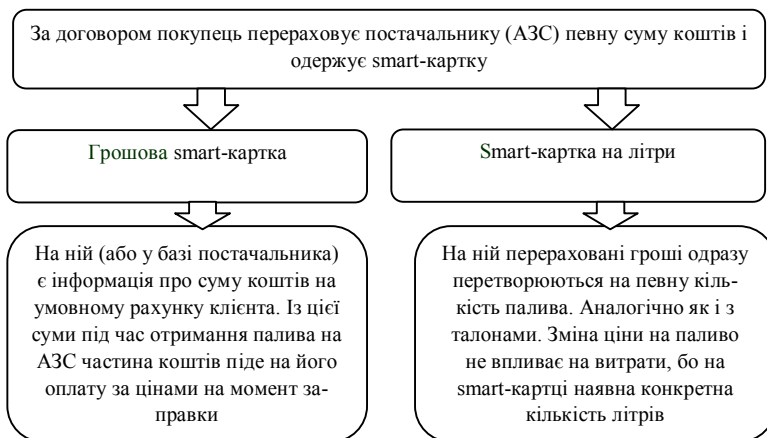 За договором покупець перераховує постачальнику (АЗС) певну суму коштів і
одержує smart-картку
Грошова smart-картка
Smart-картка на літри
На ній (або у базі постачальника)
є інформація про суму коштів на
умовному рахунку клієнта. Із цієї
суми під час отримання палива на
АЗС частина коштів піде на його
оплату за цінами на момент за-
правки
На ній перераховані гроші одразу
перетворюються на певну кіль-
кість палива. Аналогічно як і з
талонами. Зміна ціни на паливо
не впливає на витрати, бо на
smart-картці наявна конкретна
кількість літрів